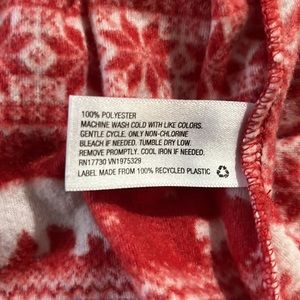 100% POLYESTER
MACHINE WASH COLD WITH LIKE COLORS.
GENTLE CYCLE. ONLY NON-CHLORINE
BLEACH IF NEEDED. TUMBLE DRY LOW.
REMOVE PROMPTLY. COOL IRON IF NEEDED.
RN17730 VN1975329
LABEL MADE FROM 100% RECYCLED PLASTIC